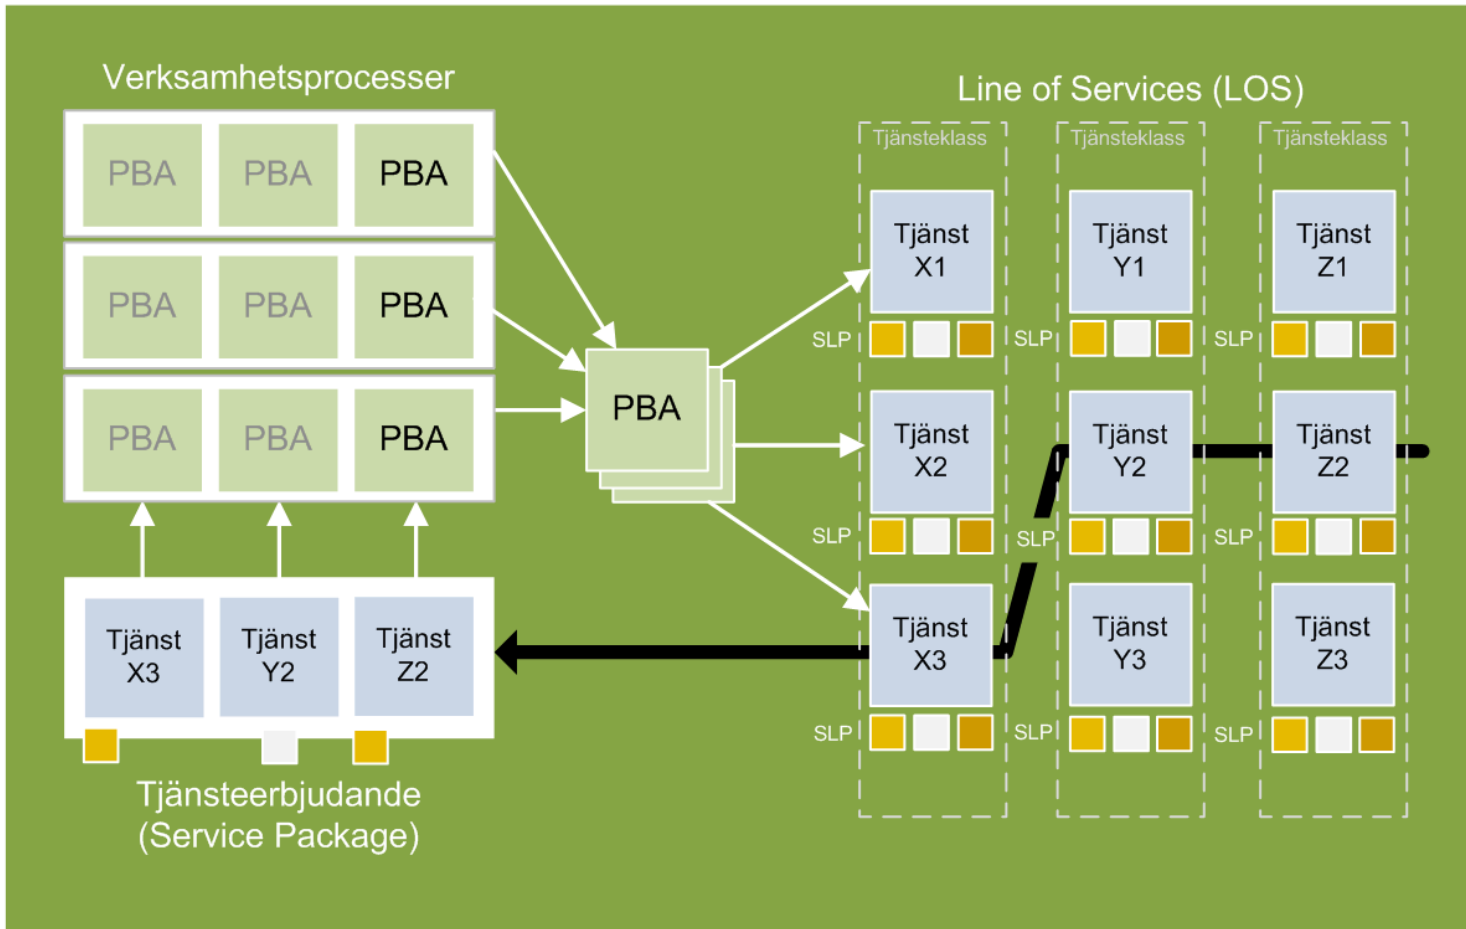 Verksamhetsprocesser
PBA PBA PBA
PBA PBA PBA
PBA PBA PBA
Tjänst
X3
Tjänst
Y2
Tjänst
Z2
Tjänsteerbjudande
(Service Package)
PBA
Line of Services (LOS)
Tjänsteklass
Tjänst
X1
SLP
Tjänst
X2
SLP
Tjänst
X3
SLP
Tjänsteklass
Tjänst
Y1
SLP
Tjänst
Y2
SLP
Tjänst
Y3
SLP
Tjänsteklass
Tjänst
Z1
SLP
Tjänst
Z2
SLP
Tjänst
Z3
SLP